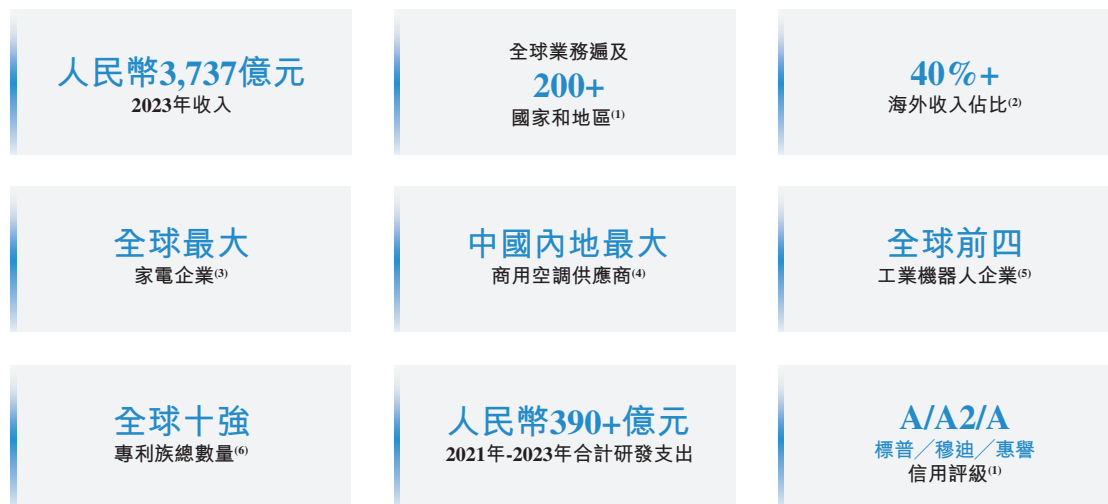 人民幣3,737億元
2023年收入
全球業務遍及
200+
國家和地區(1)
40%+
海外收入佔比(2)
全球最大
家電企業(3)
中國內地最大
商用空調供應商(4)
全球前四
工業機器人企業(5)
全球十強
專利族總數量(6)
人民幣390+億元
2021年-2023年合計研發支出
A/A2/A
標普╱穆迪╱惠譽
信用評級(1)